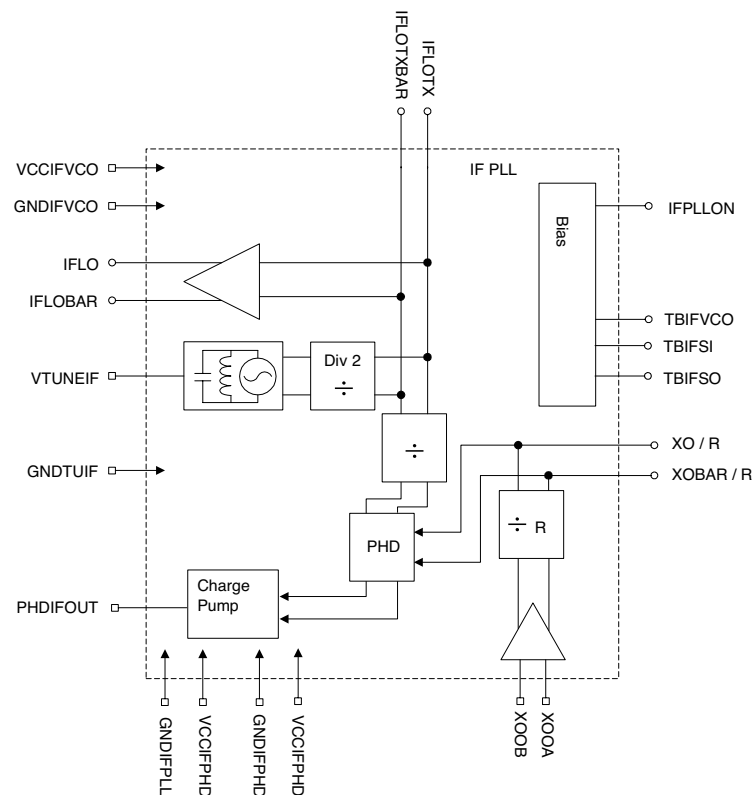 IFLOTXBAR
IFLOTX
VCCIFVCO
IF PLL
GNDIFVCO
Bias
IFPLLON
IFLO
IFLOBAR
TBIFVCO
TBIFSI
VTUNEIF
Div 2
÷
TBIFSO
÷
XO / R
GNDTUIF
XOBAR / R
÷ R
PHD
Charge
Pump
PHDIFOUT
GNDIFPLL
VCCIFPHD
GNDIFPHD
VCCIFPHD
XOOB
XOOA